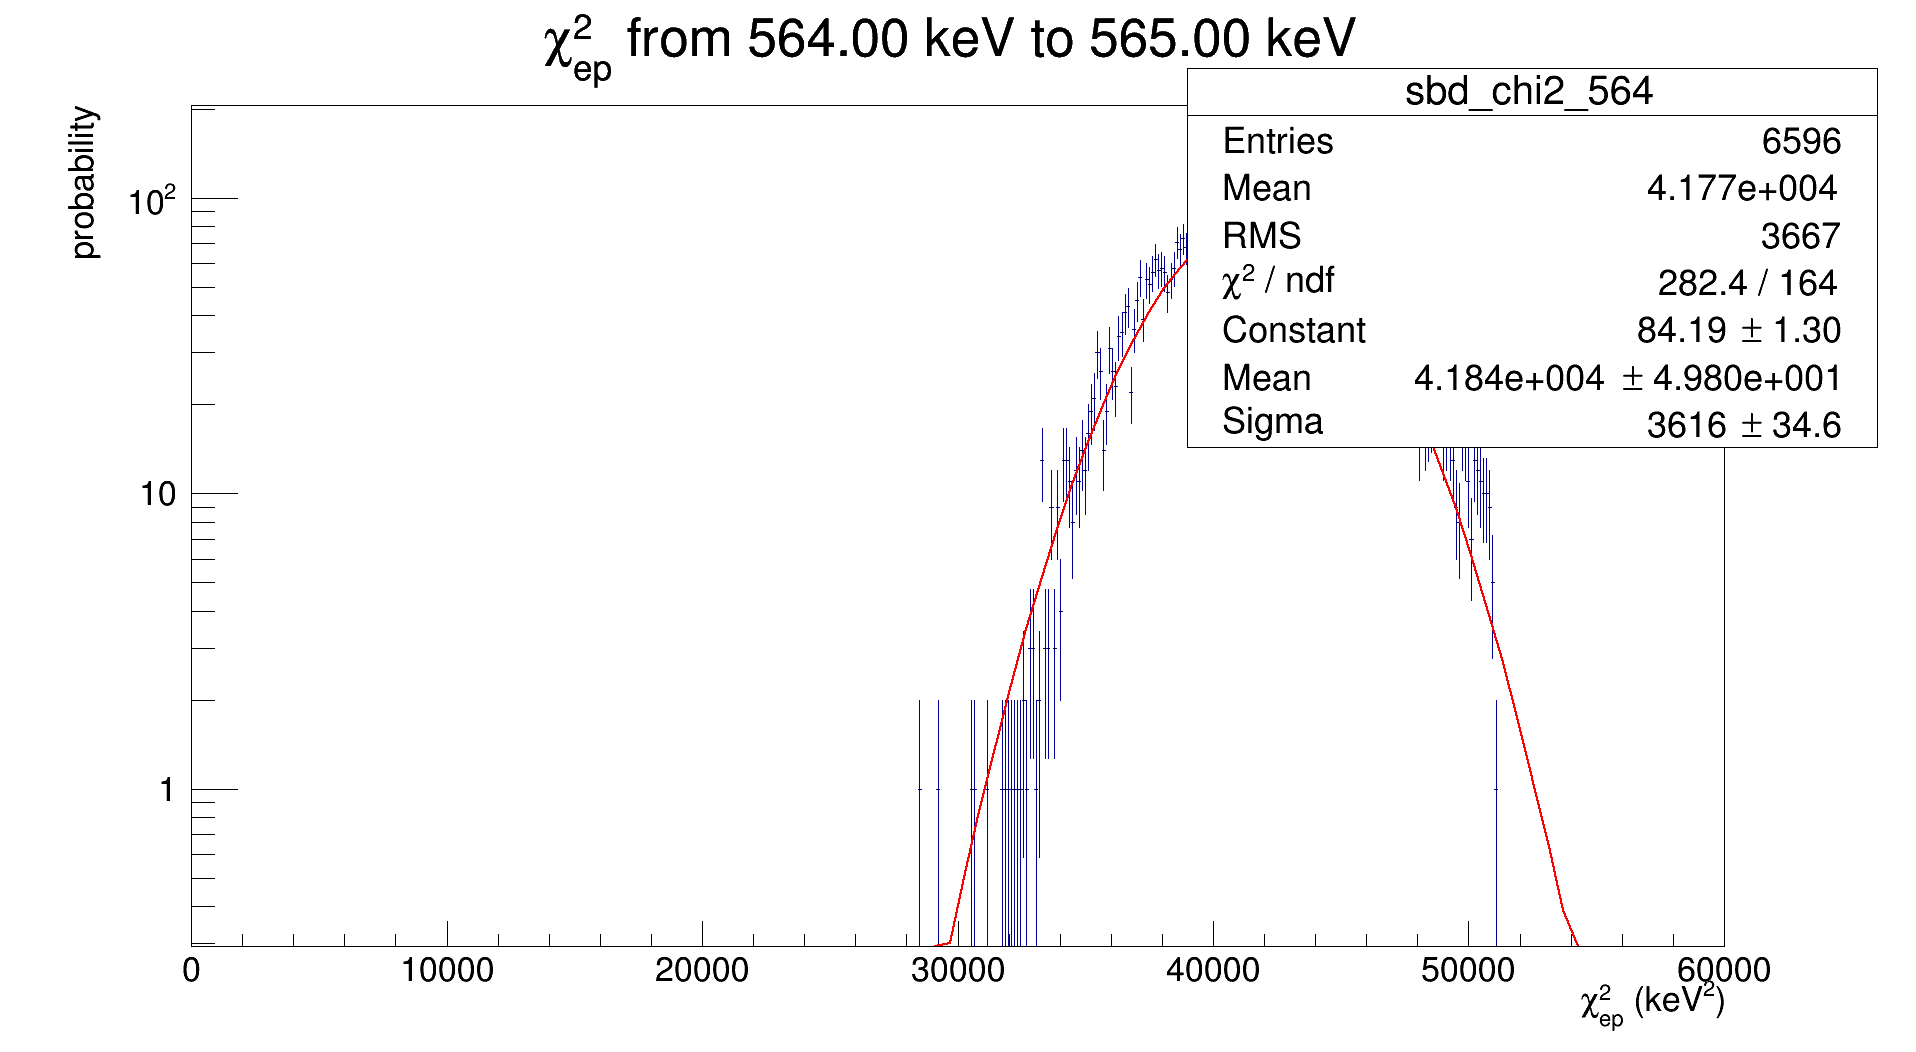 χ²ep from 564.00 keV to 565.00 keV
sbd_chi2_564
Entries 6596
Mean 4.177e+004
RMS 3667
χ² / ndf 282.4 / 164
Constant 84.19 ± 1.30
Mean 4.184e+004 ± 4.980e+001
Sigma 3616 ± 34.6
probability
10²
10
1
0 10000 20000 30000 40000 50000 60000
χ²ep (keV²)